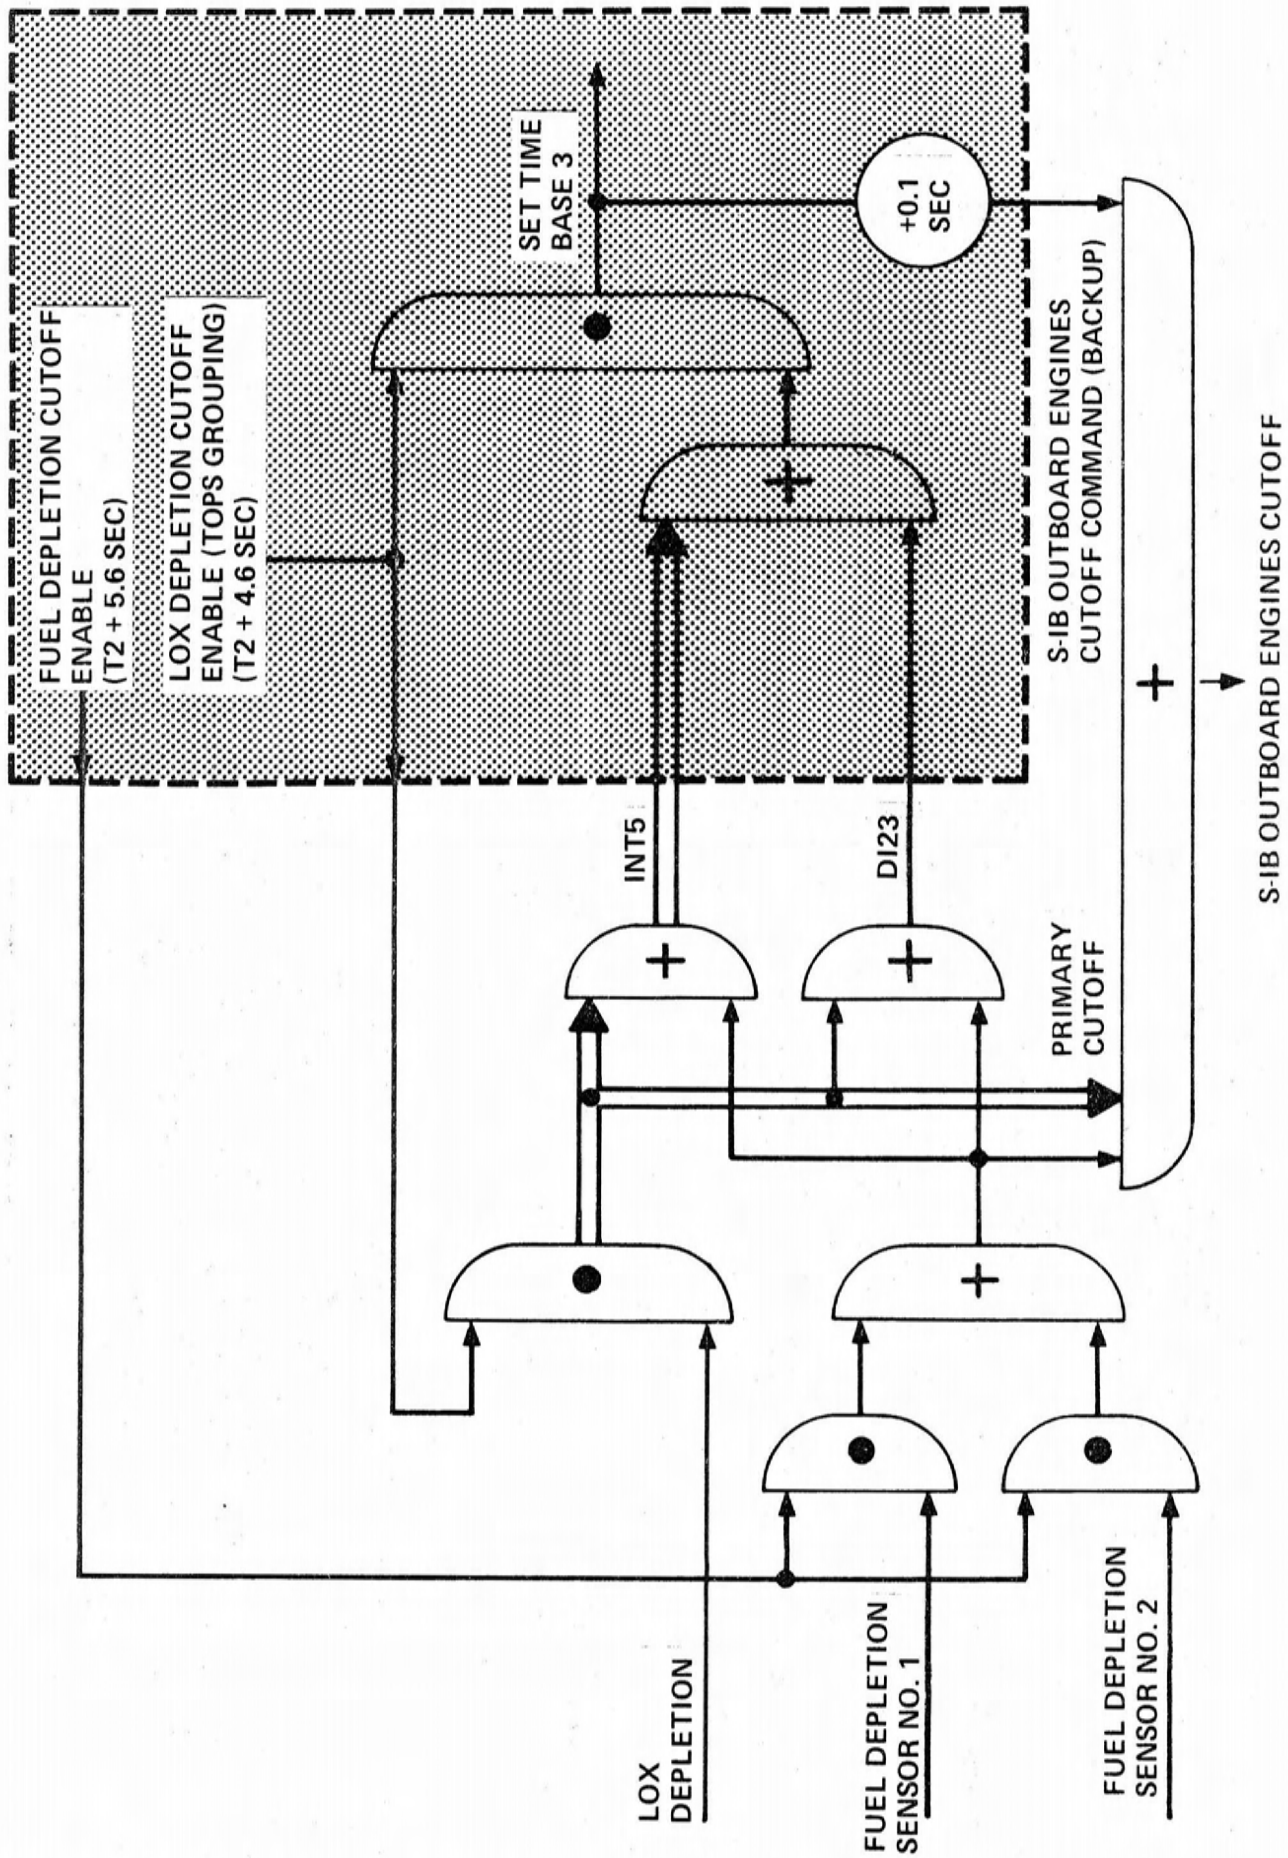 FUEL DEPLETION CUTOFF
ENABLE
(T2 + 5.6 SEC)
LOX DEPLETION CUTOFF
ENABLE (TOPS GROUPING)
(T2 + 4.6 SEC)
SET TIME
BASE 3
+0.1
SEC
INT5
DI23
S-IB OUTBOARD ENGINES
CUTOFF COMMAND (BACKUP)
PRIMARY
CUTOFF
LOX
DEPLETION
FUEL DEPLETION
SENSOR NO. 1
FUEL DEPLETION
SENSOR NO. 2
S-IB OUTBOARD ENGINES CUTOFF